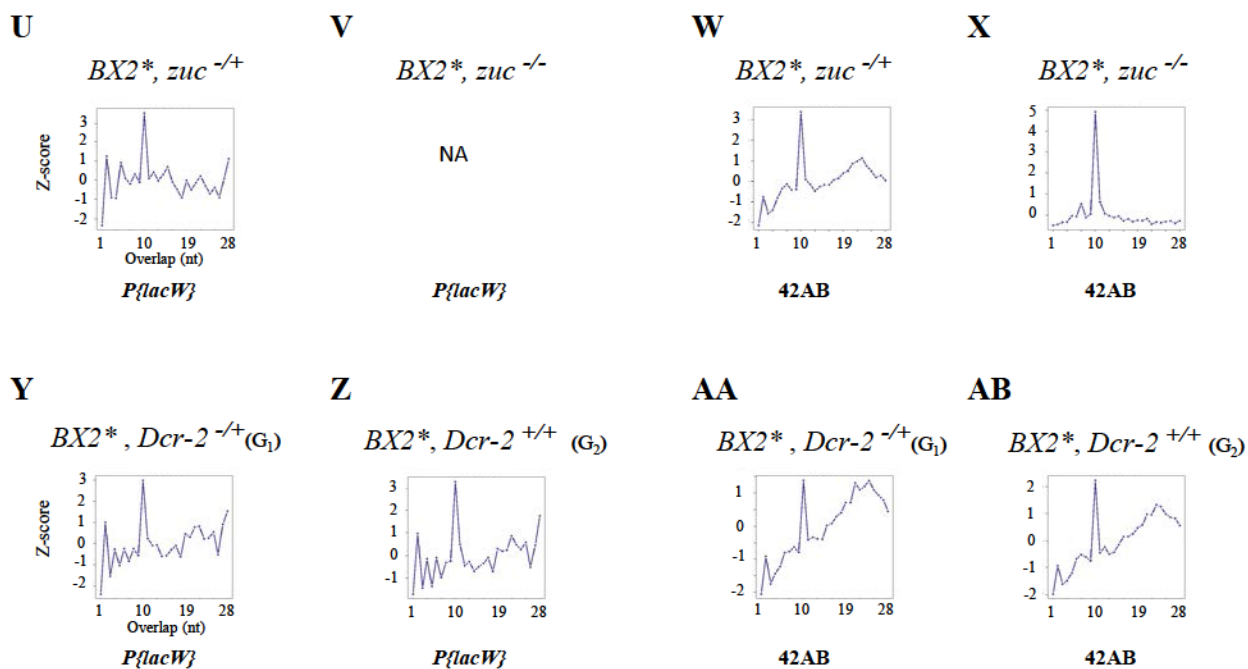 U
BX2*, zuc -/+
Z-score
3
2
1
0
-1
-2
1 10 19 28
Overlap (nt)
P{lacW}
V
BX2*, zuc -/-
NA
P{lacW}
W
BX2*, zuc -/+
3
2
1
0
-1
-2
1 10 19 28
42AB
X
BX2*, zuc -/-
5
4
3
2
1
0
1 10 19 28
42AB
Y
BX2* , Dcr-2 -/+(G1)
Z-score
3
2
1
0
-1
-2
1 10 19 28
Overlap (nt)
P{lacW}
Z
BX2*, Dcr-2 +/+ (G2)
3
2
1
0
-1
1 10 19 28
P{lacW}
AA
BX2* , Dcr-2 -/+(G1)
1
0
-1
-2
1 10 19 28
42AB
AB
BX2*, Dcr-2 +/+ (G2)
2
1
0
-1
-2
1 10 19 28
42AB